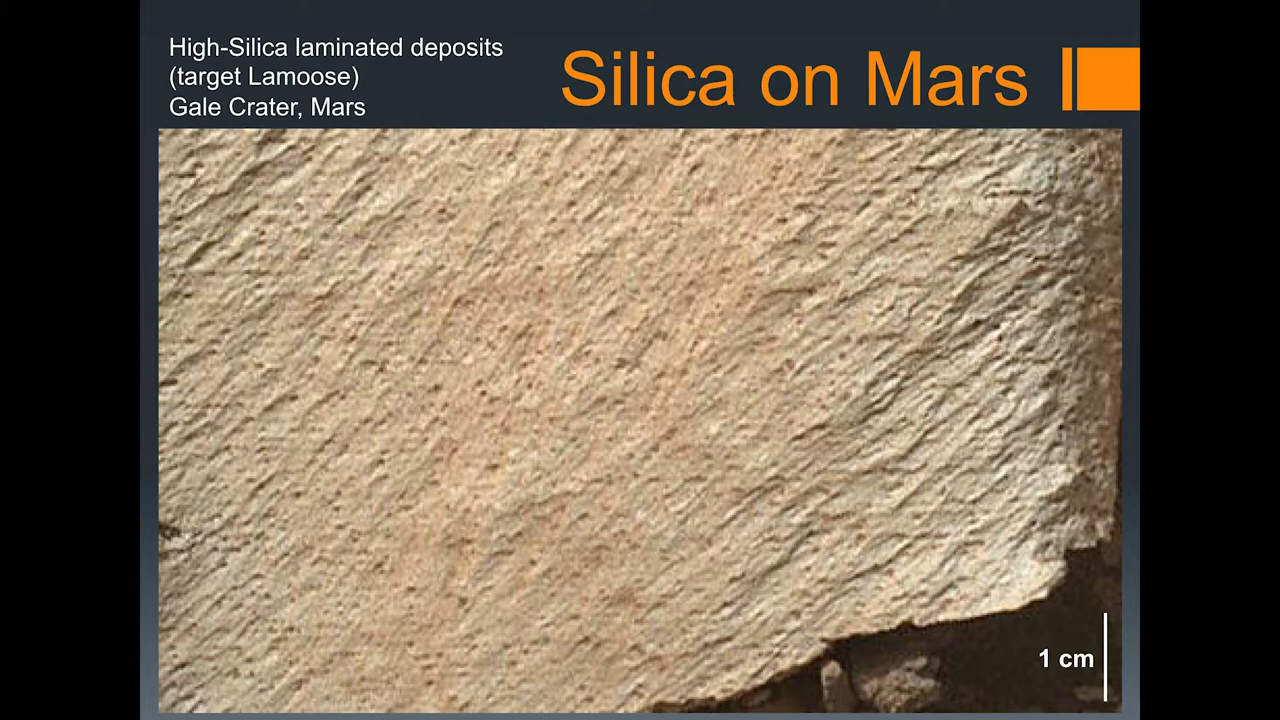 High-Silica laminated deposits
(target Lamoose)
Gale Crater, Mars
Silica on Mars
1 cm